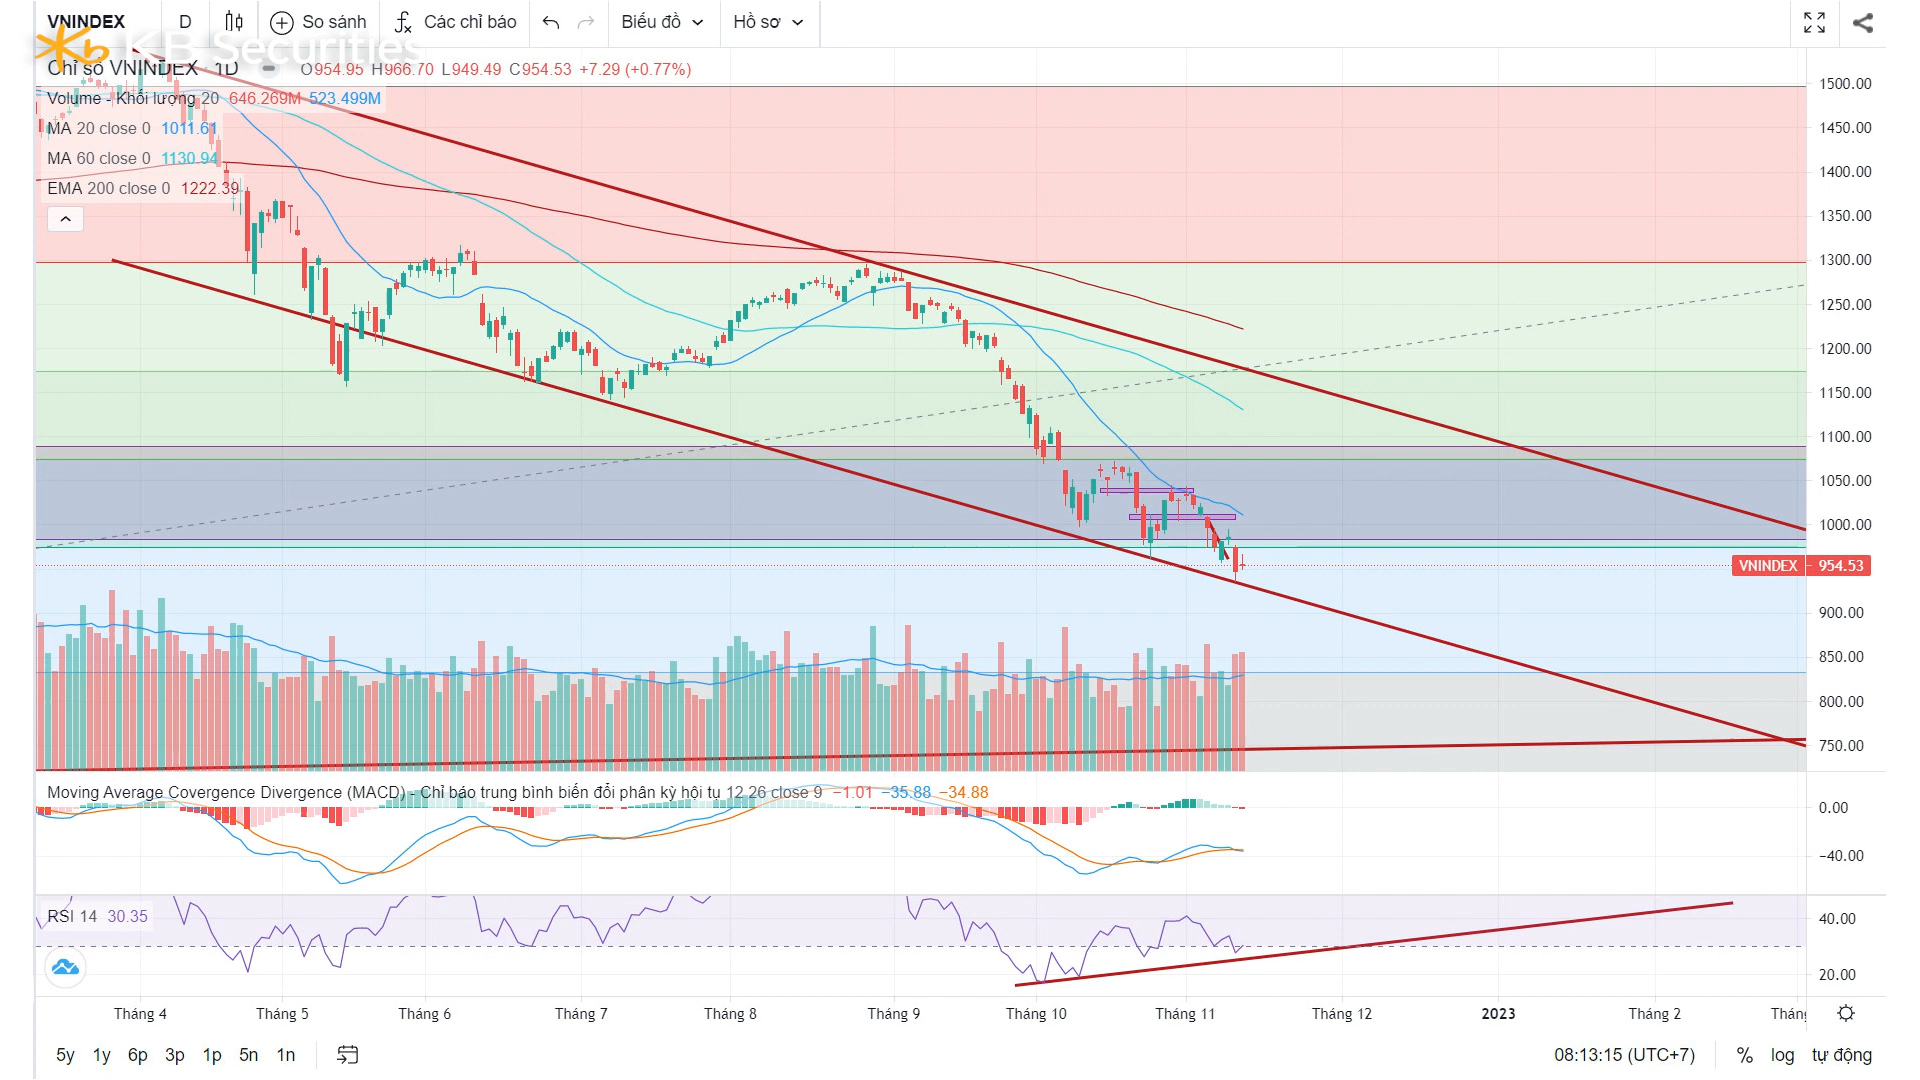 VNINDEX D So sánh Các chỉ báo Biểu đồ Hồ sơ
KB Securities
Chỉ số VNINDEX 1D O954.95 H966.70 L949.49 C954.53 +7.29 (+0.77%)
Volume - Khối lượng 20 646.269M 523.499M
MA 20 close 0 1011.61
MA 60 close 0 1130.94
EMA 200 close 0 1222.39
1500.00
1450.00
1400.00
1350.00
1300.00
1250.00
1200.00
1150.00
1100.00
1050.00
1000.00
VNINDEX 954.53
900.00
850.00
800.00
750.00
Moving Average Covergence Divergence (MACD) - Chỉ báo trung bình biến đổi phân kỳ hội tụ 12 26 close 9 −1.01 −35.88 −34.88
0.00
−40.00
RSI 14 30.35
40.00
20.00
Tháng 4 Tháng 5 Tháng 6 Tháng 7 Tháng 8 Tháng 9 Tháng 10 Tháng 11 Tháng 12 2023 Tháng 2 Tháng
5y 1y 6p 3p 1p 5n 1n 08:13:15 (UTC+7) % log tự động